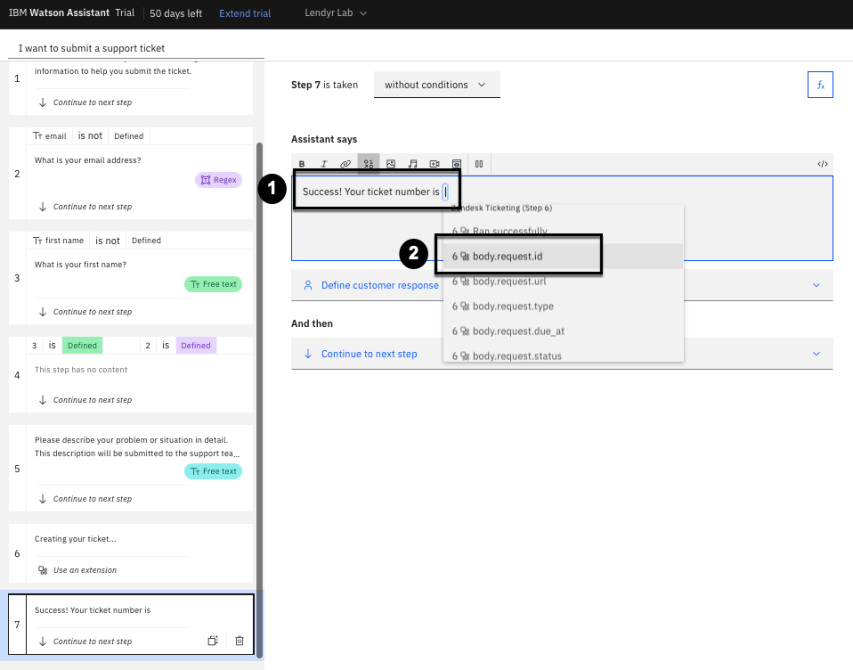 IBM Watson Assistant Trial 50 days left Extend trial Lendyr Lab
I want to submit a support ticket
1
information to help you submit the ticket.
Continue to next step
Tт email is not Defined
2
What is your email address?
Regex
Continue to next step
Tт first name is not Defined
3
What is your first name?
Tт Free text
Continue to next step
3 is Defined 2 is Defined
4
This step has no content
Continue to next step
5
Please describe your problem or situation in detail.
This description will be submitted to the support tea...
Tт Free text
Continue to next step
6
Creating your ticket...
Use an extension
7
Success! Your ticket number is
Continue to next step
Step 7 is taken without conditions fx
Assistant says
B I </>
1
Success! Your ticket number is
Zendesk Ticketing (Step 6)
6 Ran successfully
2
6 body.request.id
6 body.request.url
6 body.request.type
6 body.request.due_at
6 body.request.status
Define customer response
And then
Continue to next step